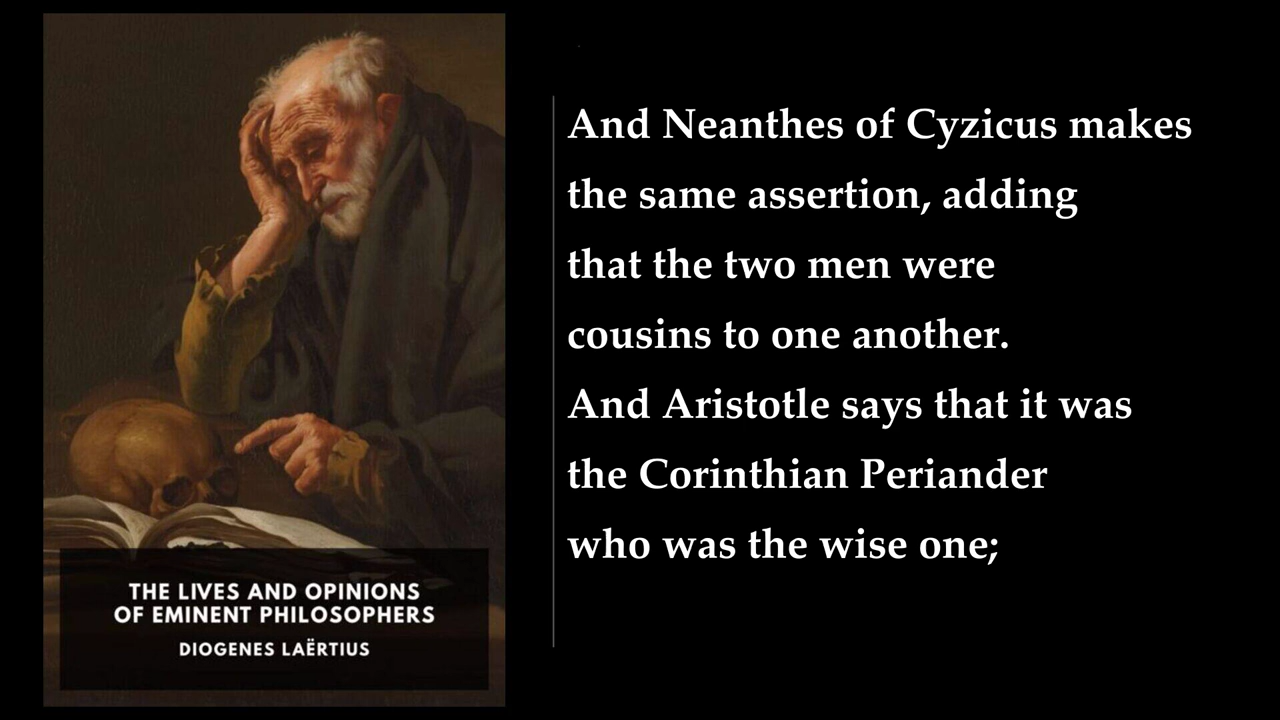 And Neanthes of Cyzicus makes
the same assertion, adding
that the two men were
cousins to one another.
And Aristotle says that it was
the Corinthian Periander
who was the wise one;
THE LIVES AND OPINIONS
OF EMINENT PHILOSOPHERS
DIOGENES LAËRTIUS